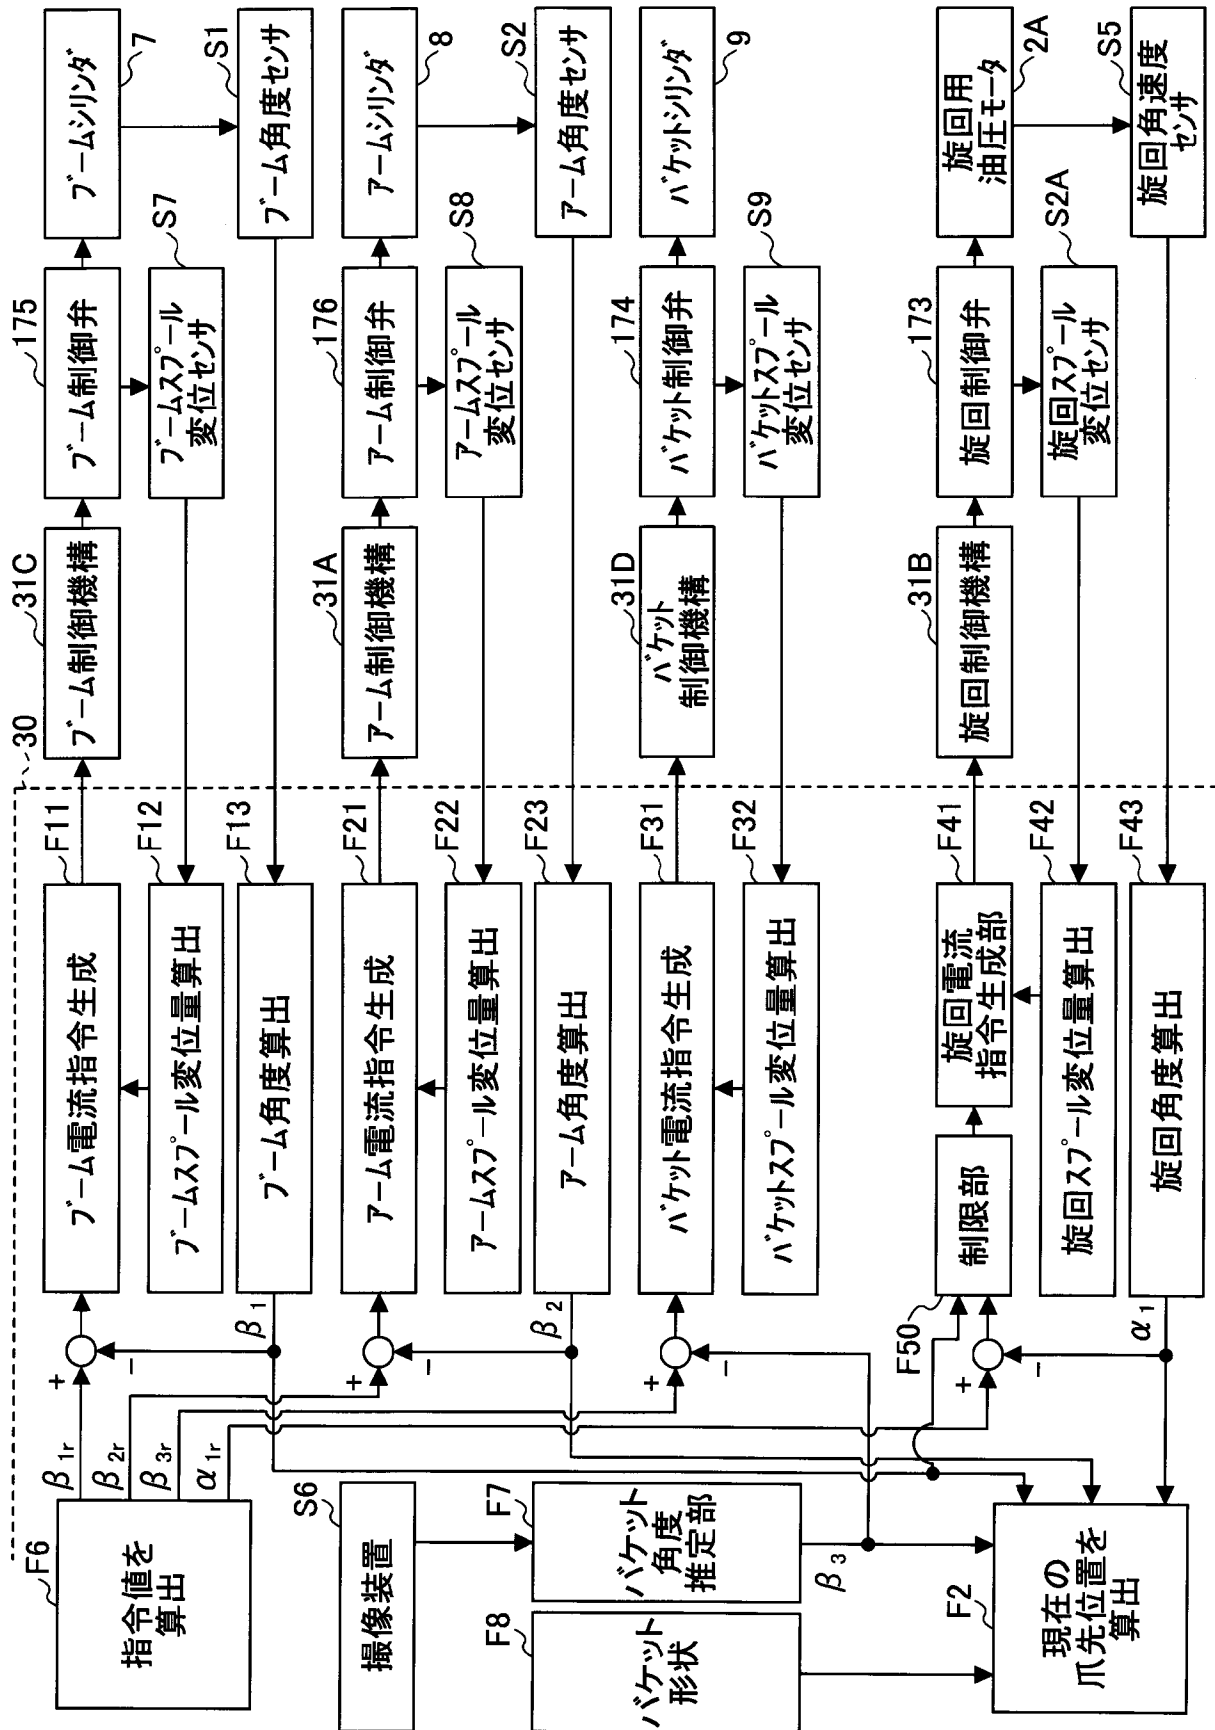 F6
指令値を
算出
β1r
β2r
β3r
α1r
+
−
30
F11
ブーム電流指令生成
31C
ブーム制御機構
175
ブーム制御弁
7
ブームシリンダ
F12
ブームスプール変位量算出
S7
ブームスプール
変位センサ
F13
ブーム角度算出
β1
S1
ブーム角度センサ
+
−
F21
アーム電流指令生成
31A
アーム制御機構
176
アーム制御弁
8
アームシリンダ
F22
アームスプール変位量算出
S8
アームスプール
変位センサ
F23
アーム角度算出
β2
S2
アーム角度センサ
S6
撮像装置
F7
バケット
角度
推定部
β3
F8
バケット
形状
+
−
F31
バケット電流指令生成
31D
バケット
制御機構
174
バケット制御弁
9
バケットシリンダ
F32
バケットスプール変位量算出
S9
バケットスプール
変位センサ
F50
制限部
+
−
F41
旋回電流
指令生成部
31B
旋回制御機構
173
旋回制御弁
2A
旋回用
油圧モータ
F42
旋回スプール変位量算出
S2A
旋回スプール
変位センサ
F43
旋回角度算出
α1
S5
旋回角速度
センサ
F2
現在の
爪先位置を
算出